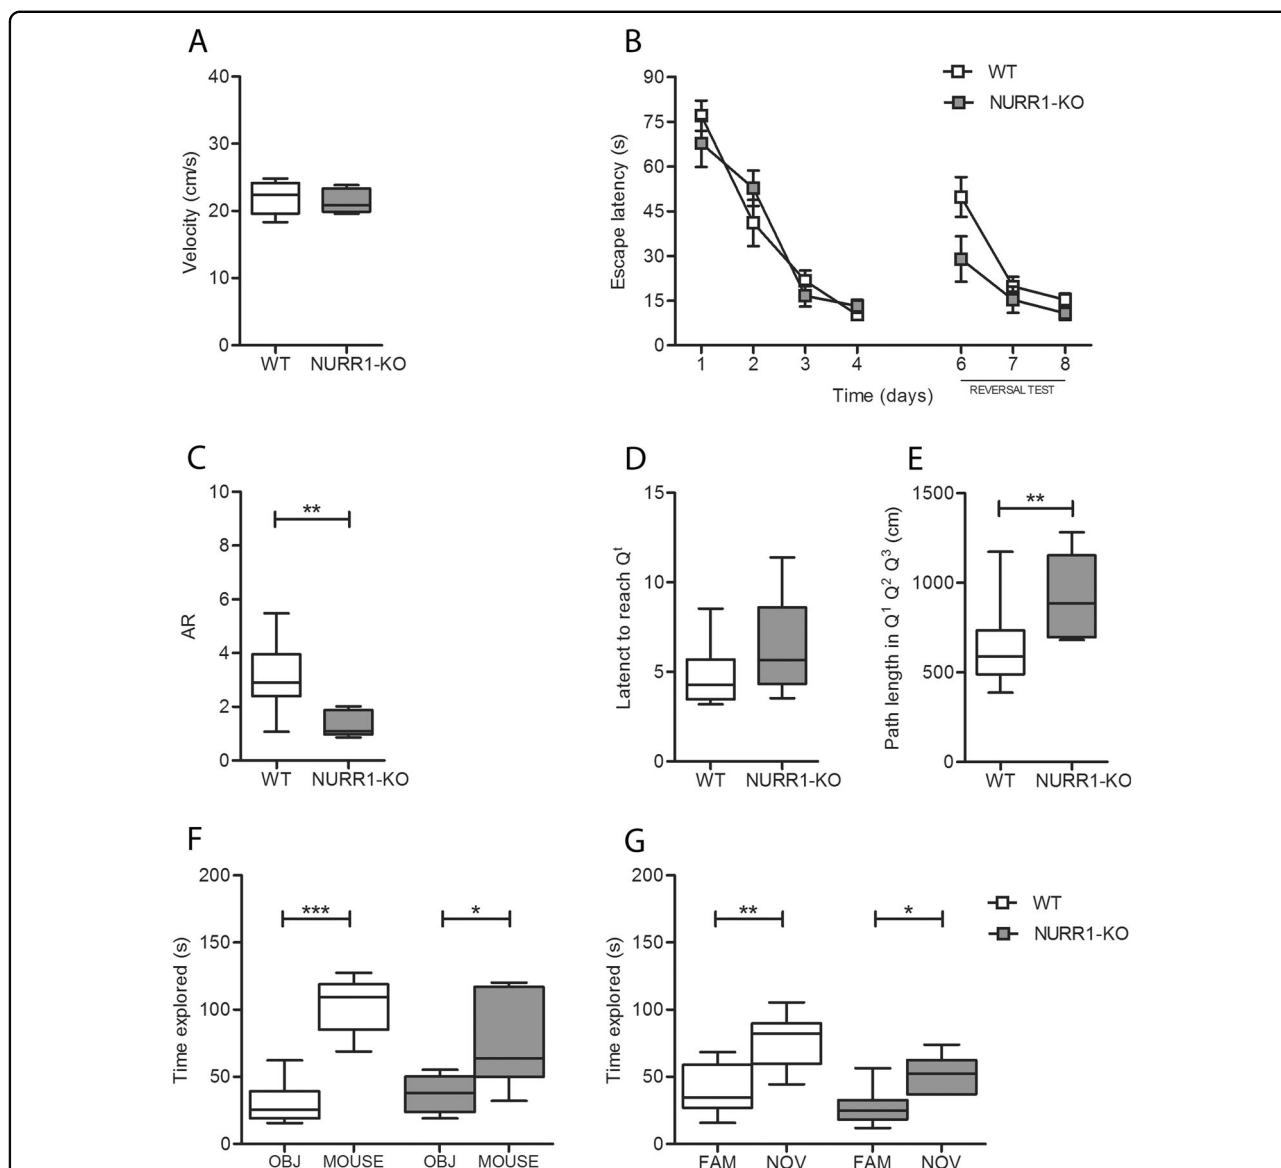 A
40
30
20
10
0
Velocity (cm/s)
WT NURR1-KO
B
WT
NURR1-KO
90
75
60
45
30
15
0
Escape latency (s)
1 2 3 4 6 7 8
REVERSAL TEST
Time (days)
C
10
8
6
4
2
0
AR
**
WT NURR1-KO
D
15
10
5
0
Latenct to reach Qᵗ
WT NURR1-KO
E
1500
1000
500
0
Path length in Q¹ Q² Q³ (cm)
**
WT NURR1-KO
F
200
150
100
50
0
Time explored (s)
*** *
OBJ MOUSE OBJ MOUSE
G
200
150
100
50
0
Time explored (s)
** *
WT
NURR1-KO
FAM NOV FAM NOV